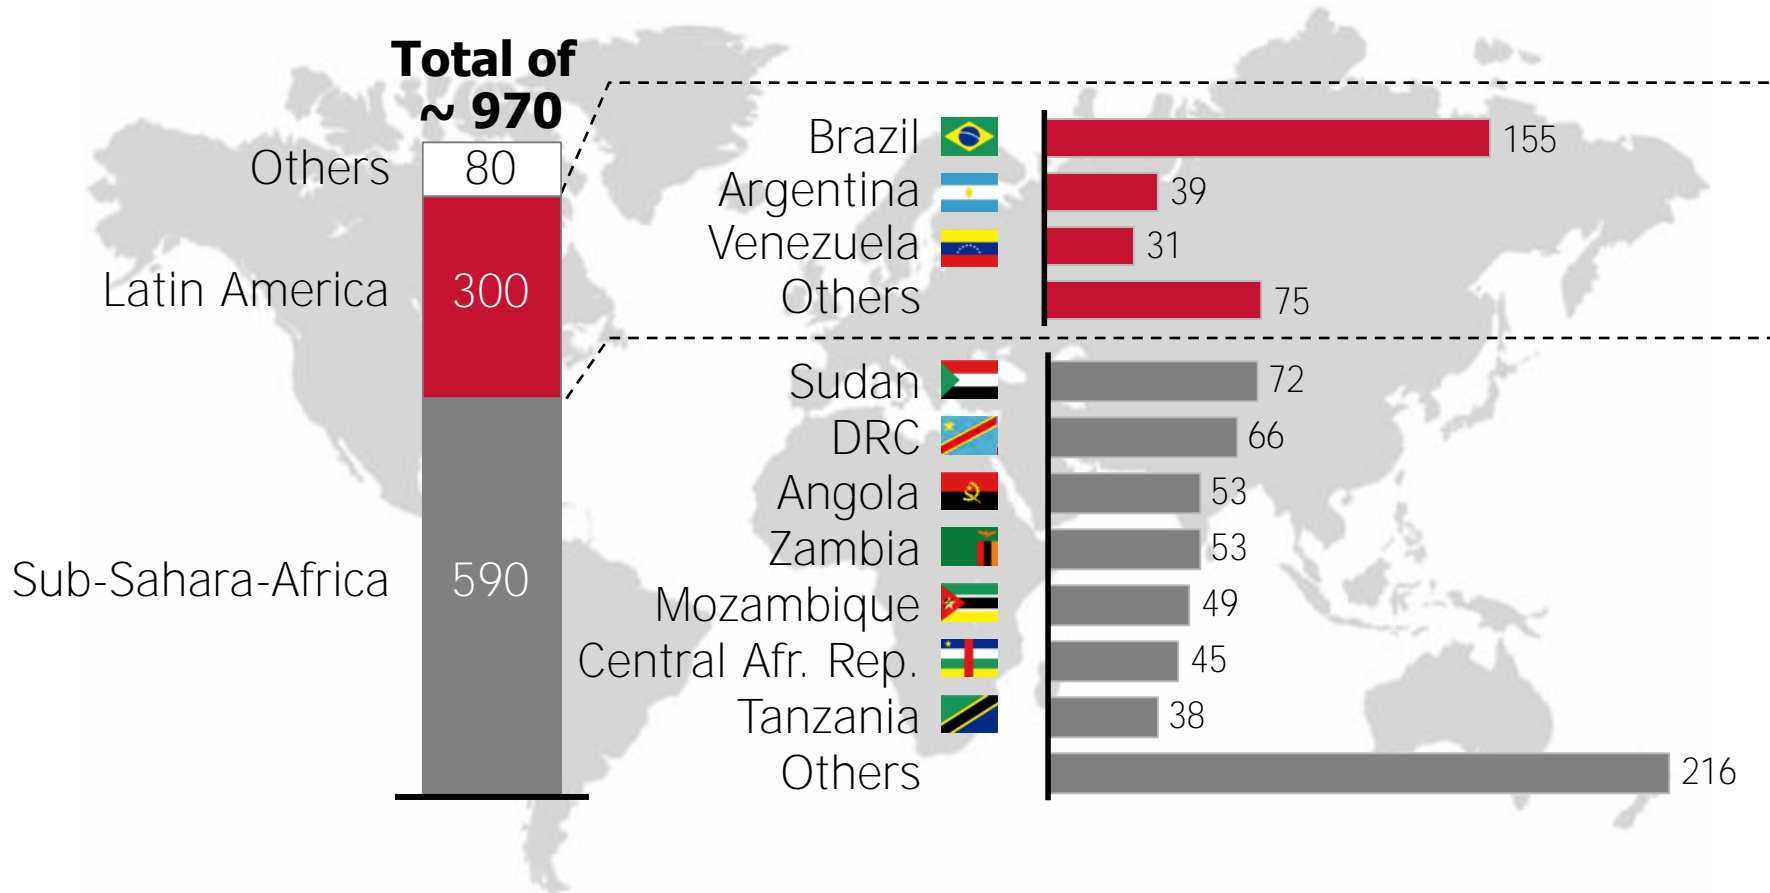 Total of
~ 970
Others 80
Latin America 300
Sub-Sahara-Africa 590
Brazil 155
Argentina 39
Venezuela 31
Others 75
Sudan 72
DRC 66
Angola 53
Zambia 53
Mozambique 49
Central Afr. Rep. 45
Tanzania 38
Others 216